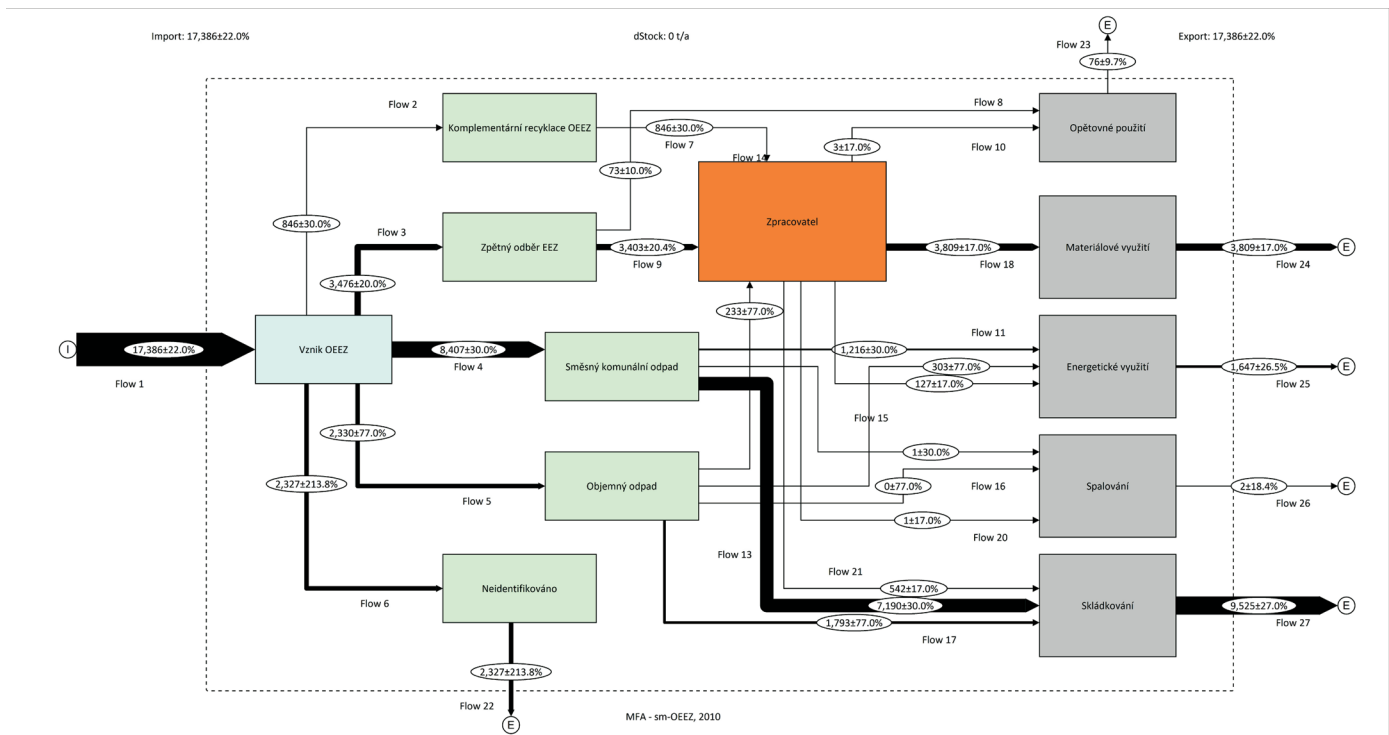 Import: 17,386±22.0%
dStock: 0 t/a
Export: 17,386±22.0%
E
Flow 23
76±9.7%
Flow 2
Flow 8
Komplementární recyklace OEEZ
846±30.0%
Flow 7
Opětovné použití
3±17.0%
Flow 10
Flow 14
73±10.0%
846±30.0%
Zpracovatel
Flow 3
Zpětný odběr EEZ
3,403±20.4%
Flow 9
3,809±17.0%
Flow 18
Materiálové využití
3,809±17.0%
Flow 24
E
3,476±20.0%
233±77.0%
I
17,386±22.0%
Flow 1
Vznik OEEZ
8,407±30.0%
Flow 4
Směsný komunální odpad
Flow 11
1,216±30.0%
303±77.0%
127±17.0%
Energetické využití
1,647±26.5%
Flow 25
E
Flow 15
2,330±77.0%
1±30.0%
2,327±213.8%
Flow 5
Objemný odpad
0±77.0%
Flow 16
Spalování
2±18.4%
Flow 26
E
1±17.0%
Flow 20
Flow 13
Flow 21
Neidentifikováno
542±17.0%
Flow 6
7,190±30.0%
Skládkování
9,525±27.0%
Flow 27
E
1,793±77.0%
Flow 17
2,327±213.8%
Flow 22
E
MFA - sm-OEEZ, 2010